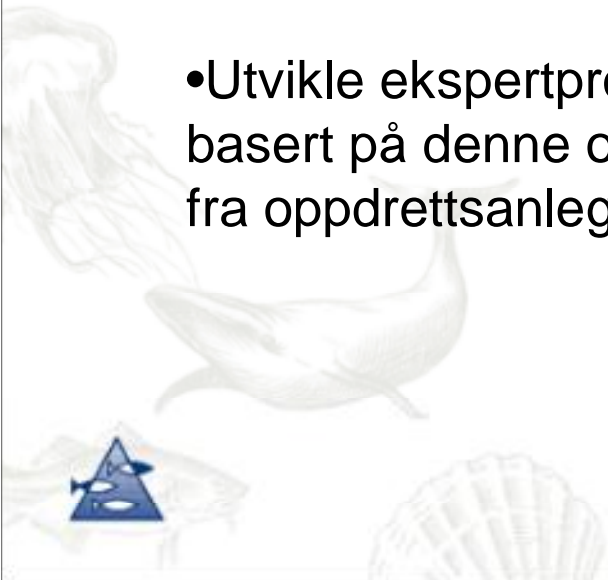 •Utvikle ekspertpr
basert på denne
fra oppdrettsanleg